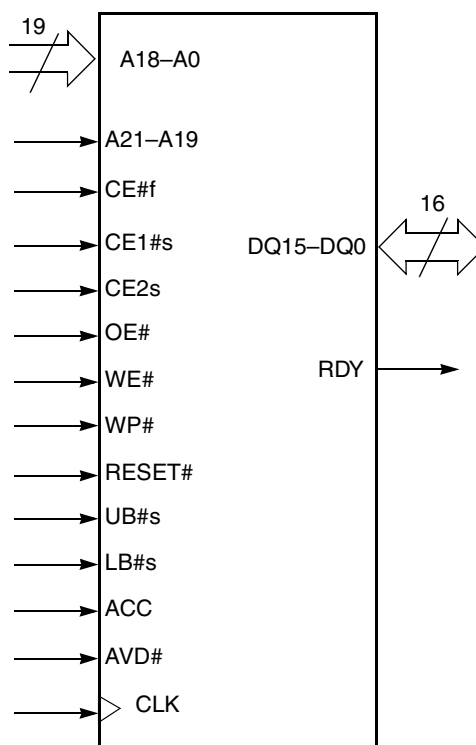 19
A18–A0
A21–A19
CE#f
CE1#s
16
DQ15–DQ0
CE2s
OE#
RDY
WE#
WP#
RESET#
UB#s
LB#s
ACC
AVD#
CLK